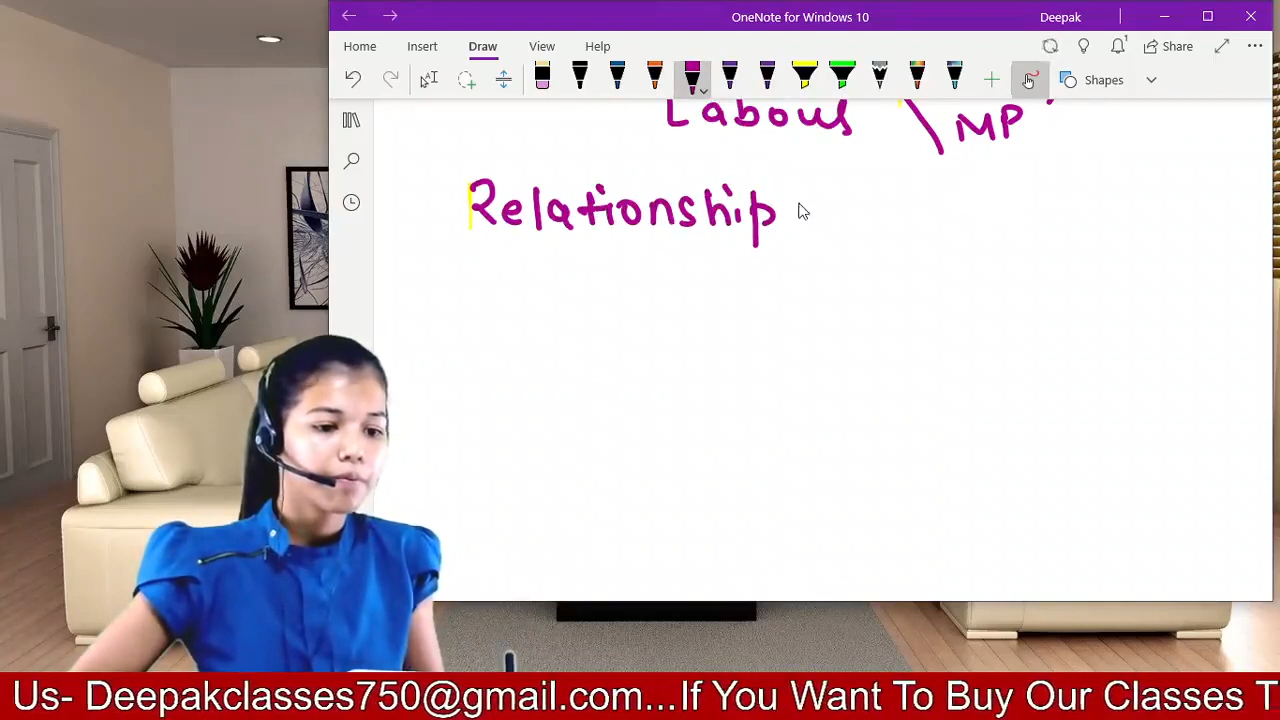 OneNote for Windows 10
Deepak
Home Insert Draw View Help
Share
Shapes
Labour
MP
Relationship
Us- Deepakclasses750@gmail.com...If You Want To Buy Our Classes T